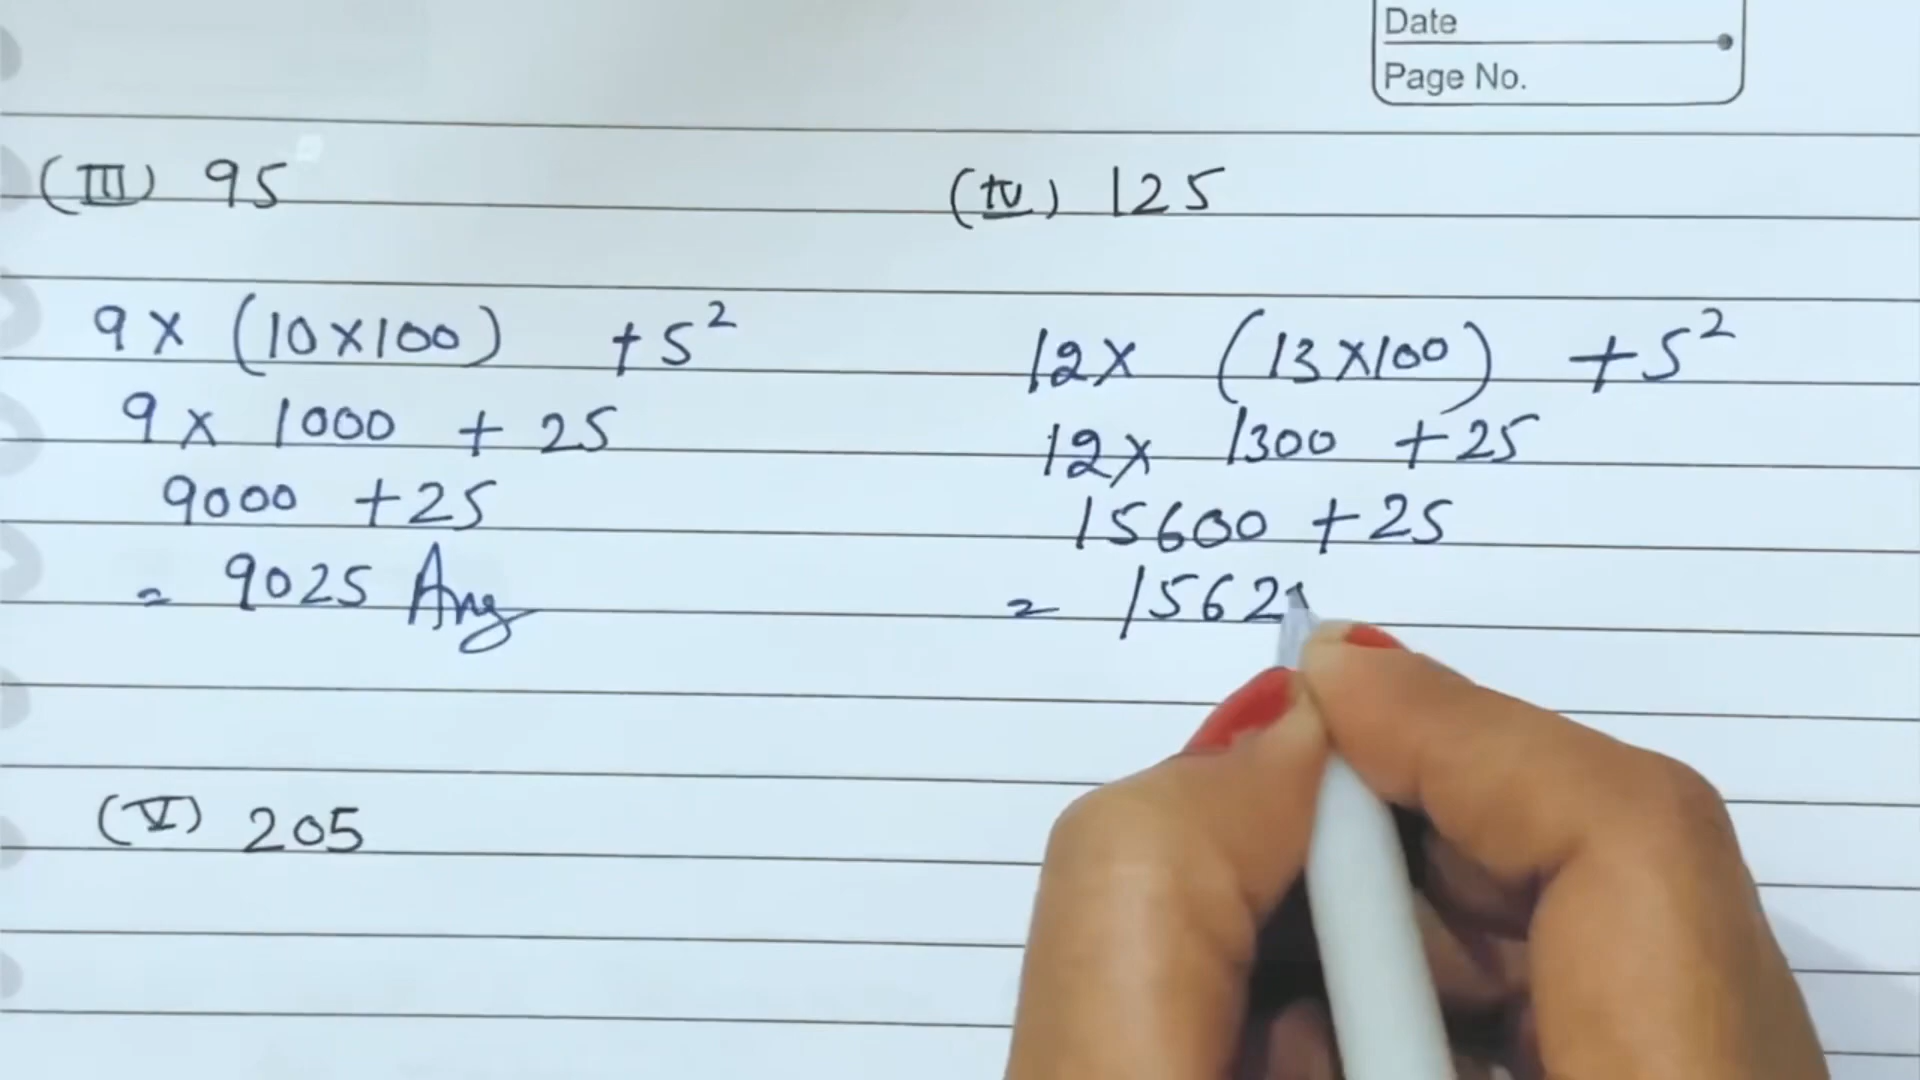 Date
Page No.
(III) 95
9 × (10×100) +5²
9 × 1000 + 25
9000 +25
= 9025 Ans
(IV) 125
12× (13×100) +5²
12× 1300 +25
15600 +25
= 1562
(V) 205